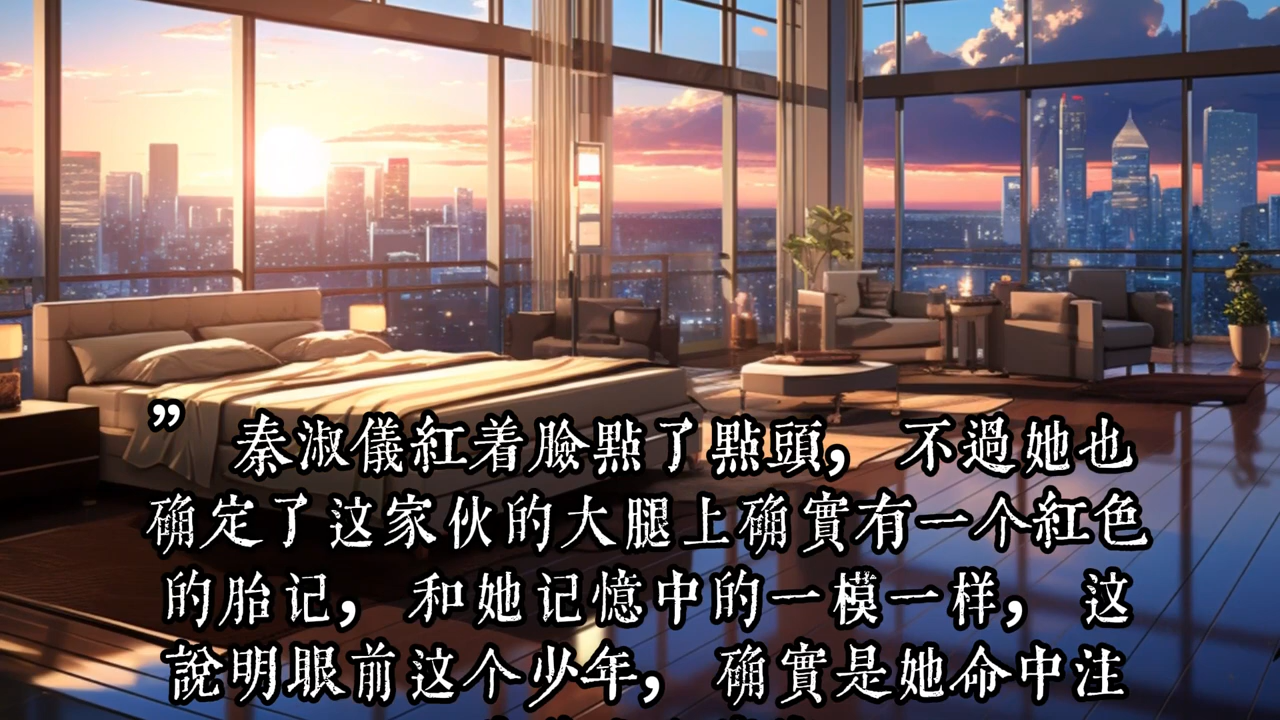 ” 秦淑儀紅着臉點了點頭， 不過她也
确定了这家伙的大腿上确實有一个紅色
的胎记， 和她记憶中的一模一样， 这
說明眼前这个少年， 确實是她命中注